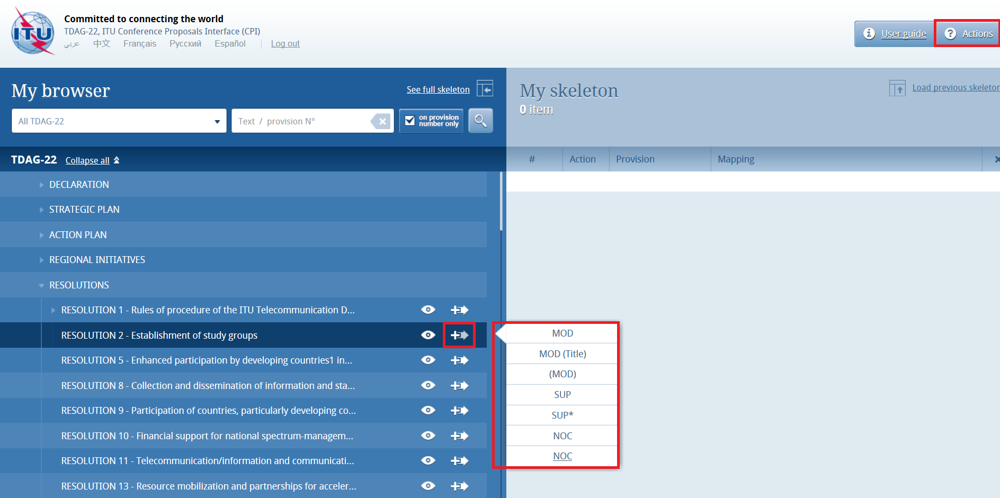 ITU
Committed to connecting the world
TDAG-22, ITU Conference Proposals Interface (CPI)
عربي 中文 Français Русский Español Log out
User guide
Actions
My browser
See full skeleton
All TDAG-22
Text / provision N°
on provision
number only
TDAG-22 Collapse all
DECLARATION
STRATEGIC PLAN
ACTION PLAN
REGIONAL INITIATIVES
RESOLUTIONS
RESOLUTION 1 - Rules of procedure of the ITU Telecommunication D...
RESOLUTION 2 - Establishment of study groups
RESOLUTION 5 - Enhanced participation by developing countries1 in...
RESOLUTION 8 - Collection and dissemination of information and sta...
RESOLUTION 9 - Participation of countries, particularly developing co...
RESOLUTION 10 - Financial support for national spectrum-managem...
RESOLUTION 11 - Telecommunication/information and communicati...
RESOLUTION 13 - Resource mobilization and partnerships for acceler...
MOD
MOD (Title)
(MOD)
SUP
SUP*
NOC
NOC
My skeleton
0 item
Load previous skeleton
# Action Provision Mapping